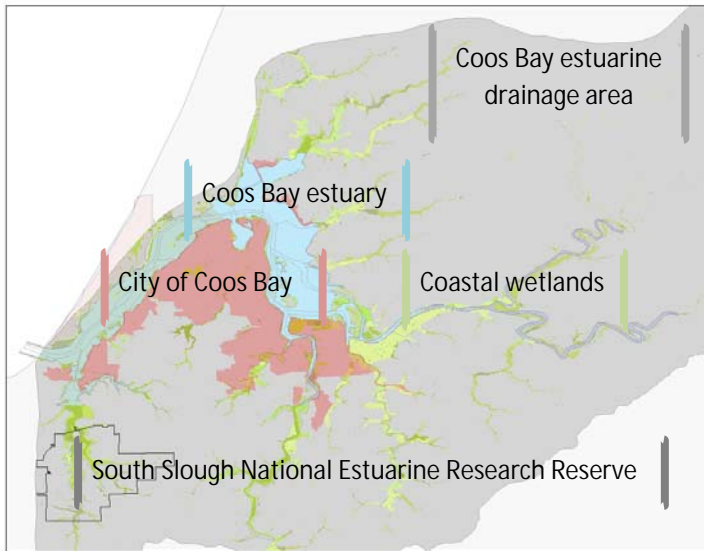 Coos Bay estuarine
drainage area
Coos Bay estuary
City of Coos Bay
Coastal wetlands
South Slough National Estuarine Research Reserve